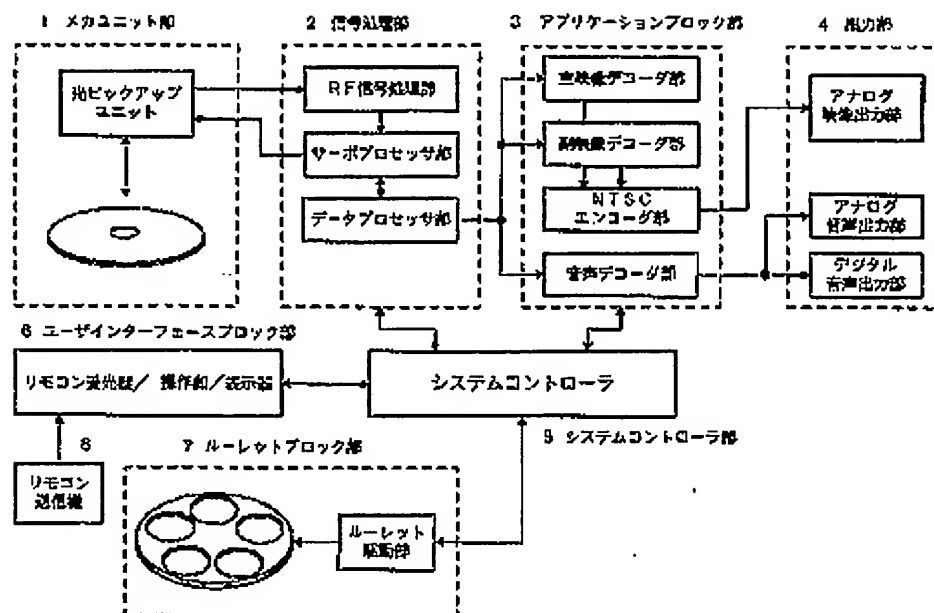 1 メカユニット部
2 信号処理部
3 アプリケーションブロック部
4 出力部
光ピックアップ
ユニット
RF信号処理部
サーボプロセッサ部
データプロセッサ部
主映像デコーダ部
副映像デコーダ部
NTSC
エンコーダ部
音声デコーダ部
アナログ
映像出力部
アナログ
音声出力部
デジタル
音声出力部
6 ユーザインターフェースブロック部
リモコン受光器/ 操作卸/表示器
システムコントローラ
5 システムコントローラ部
8
リモコン
送信機
7 ルーレットブロック部
ルーレット
駆動部